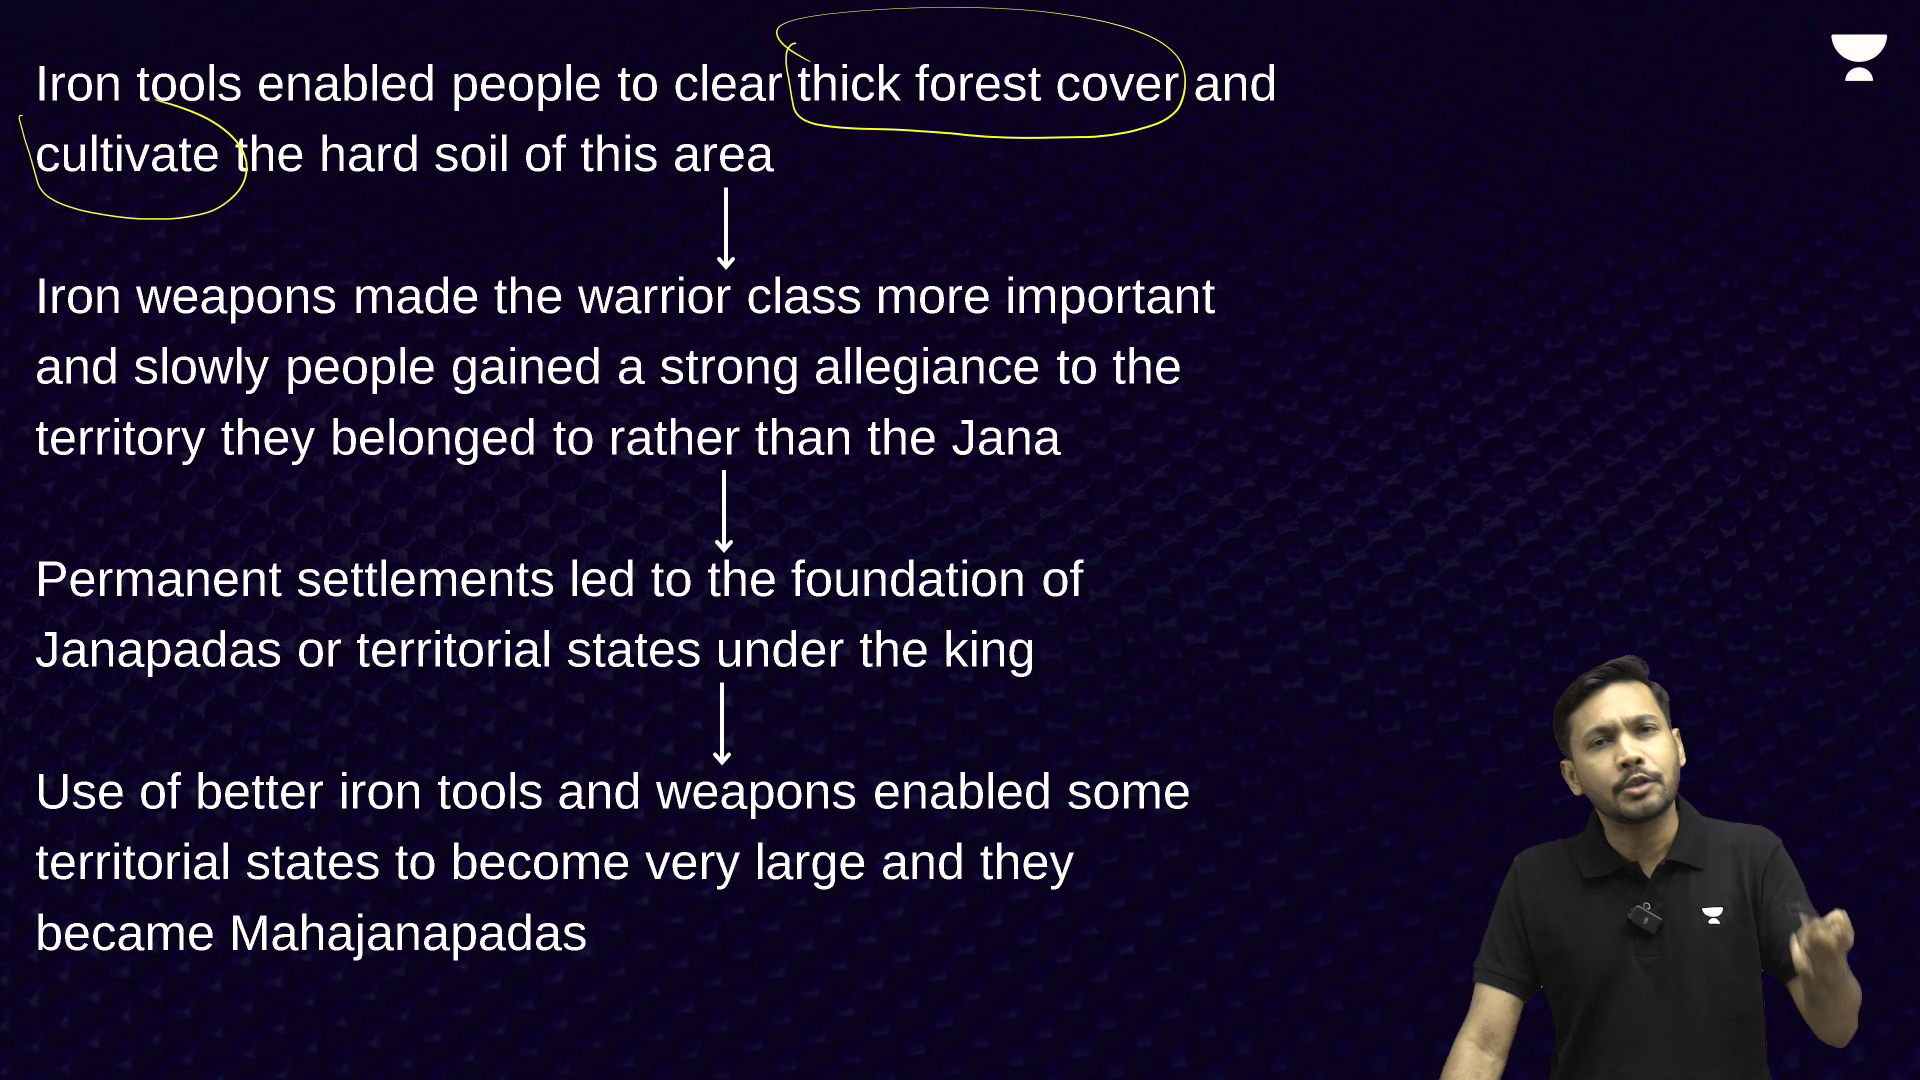 Iron tools enabled people to clear thick forest cover and
cultivate the hard soil of this area
Iron weapons made the warrior class more important
and slowly people gained a strong allegiance to the
territory they belonged to rather than the Jana
Permanent settlements led to the foundation of
Janapadas or territorial states under the king
Use of better iron tools and weapons enabled some
territorial states to become very large and they
became Mahajanapadas